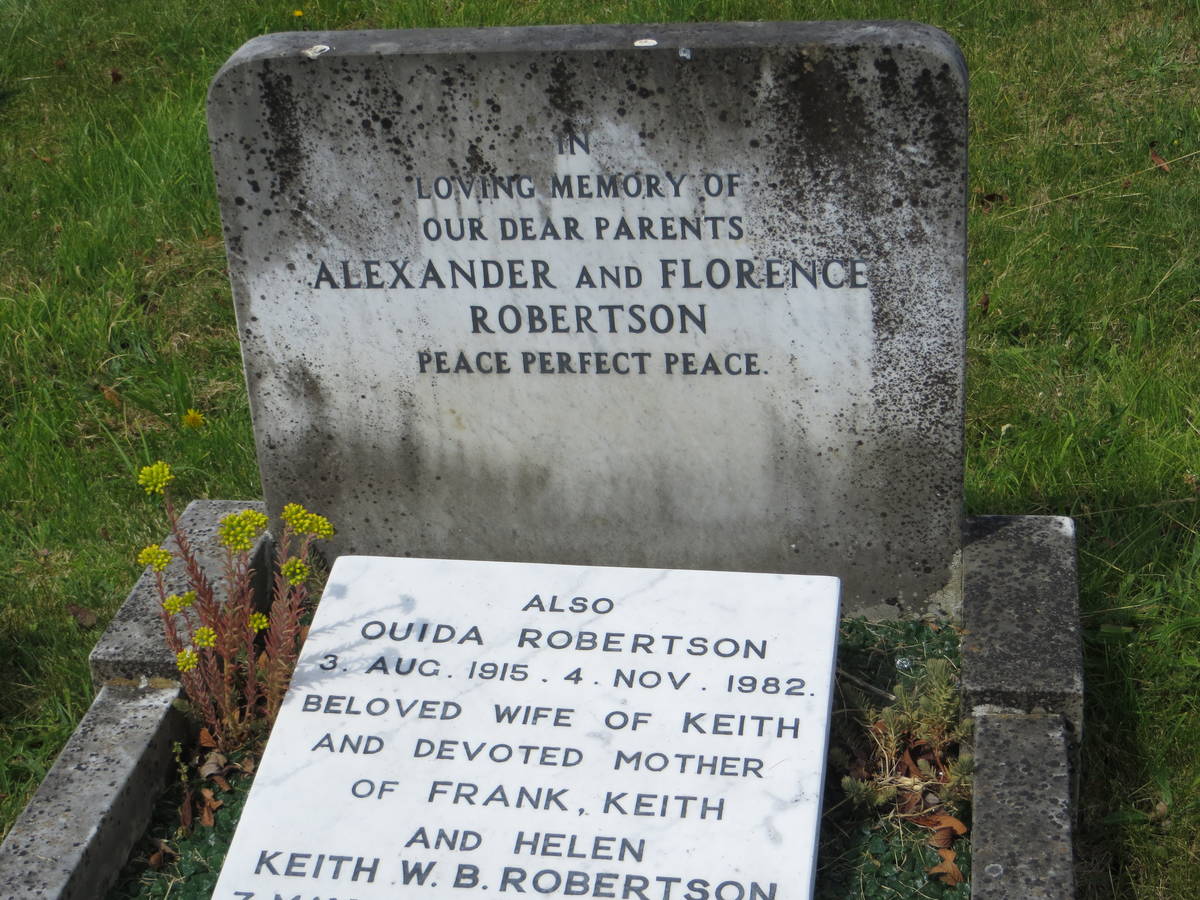 IN
LOVING MEMORY OF
OUR DEAR PARENTS
ALEXANDER AND FLORENCE
ROBERTSON
PEACE PERFECT PEACE.
ALSO
OUIDA ROBERTSON
3. AUG. 1915. 4. NOV. 1982.
BELOVED WIFE OF KEITH
AND DEVOTED MOTHER
OF FRANK, KEITH
AND HELEN
KEITH W. B. ROBERTSON